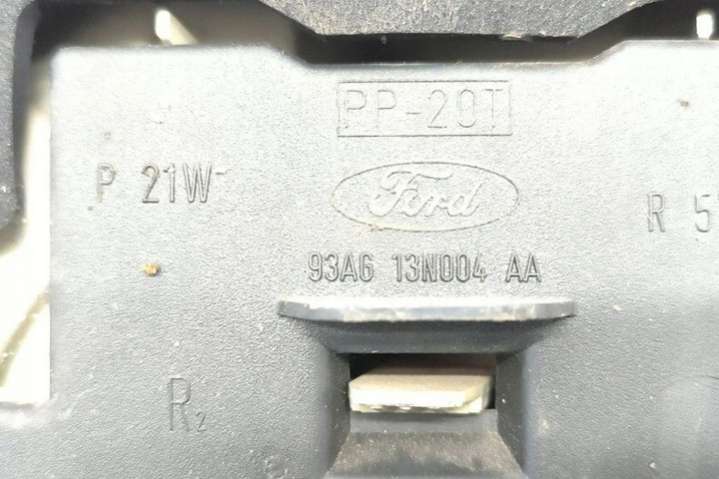 PP-20T
P 21W
Ford
R 5
93A6 13N004 AA
R2